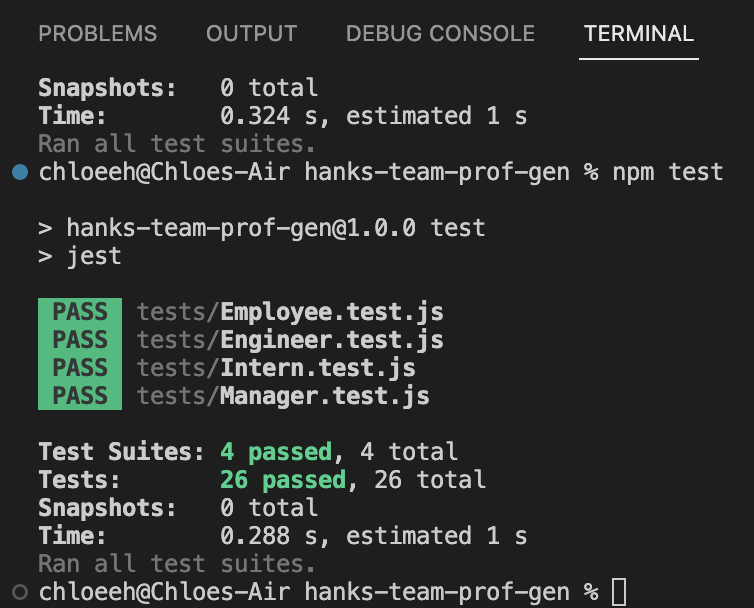 PROBLEMS OUTPUT DEBUG CONSOLE TERMINAL
Snapshots: 0 total
Time: 0.324 s, estimated 1 s
Ran all test suites.
chloeeh@Chloes-Air hanks-team-prof-gen % npm test
> hanks-team-prof-gen@1.0.0 test
> jest
PASS tests/Employee.test.js
PASS tests/Engineer.test.js
PASS tests/Intern.test.js
PASS tests/Manager.test.js
Test Suites: 4 passed, 4 total
Tests: 26 passed, 26 total
Snapshots: 0 total
Time: 0.288 s, estimated 1 s
Ran all test suites.
chloeeh@Chloes-Air hanks-team-prof-gen %